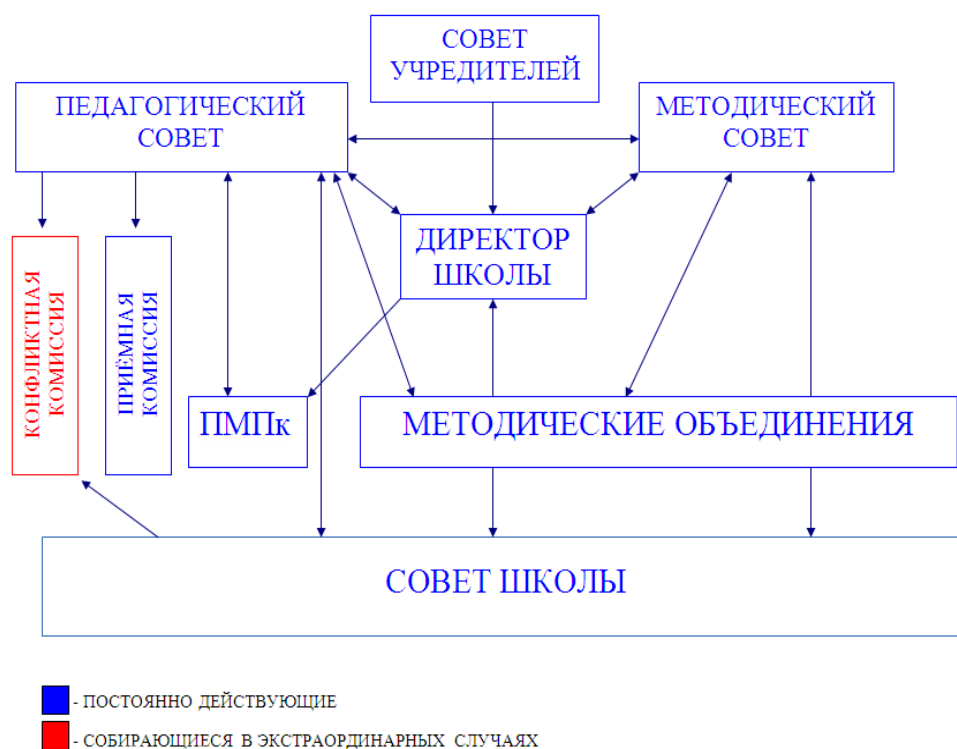 СОВЕТ
УЧРЕДИТЕЛЕЙ
ПЕДАГОГИЧЕСКИЙ
СОВЕТ
МЕТОДИЧЕСКИЙ
СОВЕТ
ДИРЕКТОР
ШКОЛЫ
КОНФЛИКТНАЯ
КОМИССИЯ
ПРИЁМНАЯ
КОМИССИЯ
ПМПк
МЕТОДИЧЕСКИЕ ОБЪЕДИНЕНИЯ
СОВЕТ ШКОЛЫ
- ПОСТОЯННО ДЕЙСТВУЮЩИЕ
- СОБИРАЮЩИЕСЯ В ЭКСТРАОРДИНАРНЫХ СЛУЧАЯХ